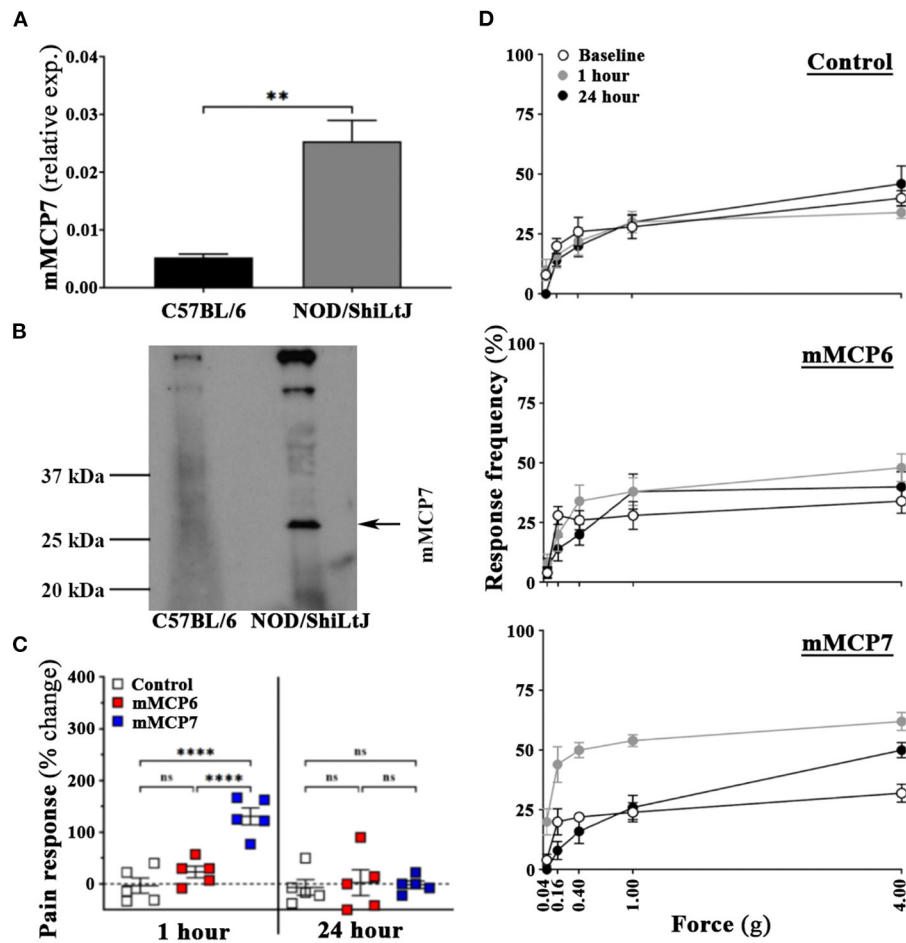 A
mMCP7 (relative exp.)
0.04
0.03
0.02
0.01
0.00
**
C57BL/6
NOD/ShiLtJ
B
37 kDa
25 kDa
20 kDa
mMCP7
C57BL/6
NOD/ShiLtJ
C
Pain response (% change)
400
300
200
100
0
Control
mMCP6
mMCP7
****
ns
****
ns
ns
ns
1 hour
24 hour
D
Response frequency (%)
100
75
50
25
0
Baseline
1 hour
24 hour
Control
100
75
50
25
0
mMCP6
100
75
50
25
0
mMCP7
0.04
0.16
0.40
1.00
4.00
Force (g)